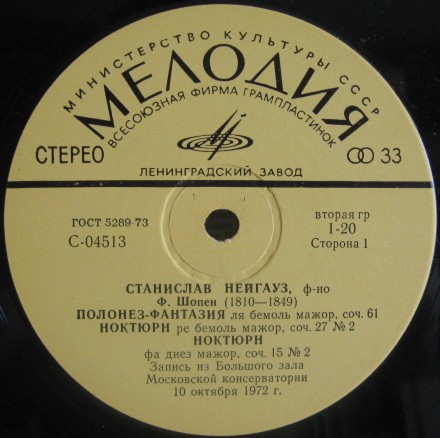 МИНИСТЕРСТВО КУЛЬТУРЫ СССР
МЕЛОДИЯ
ВСЕСОЮЗНАЯ ФИРМА ГРАМПЛАСТИНОК
СТЕРЕО
33
ЛЕНИНГРАДСКИЙ ЗАВОД
ГОСТ 5289-73
С-04513
вторая гр
1-20
Сторона 1
СТАНИСЛАВ НЕЙГАУЗ, ф-но
Ф. Шопен (1810—1849)
ПОЛОНЕЗ-ФАНТАЗИЯ ля бемоль мажор, соч. 61
НОКТЮРН ре бемоль мажор, соч. 27 № 2
НОКТЮРН
фа диез мажор, соч. 15 № 2
Запись из Большого зала
Московской консерватории
10 октября 1972 г.